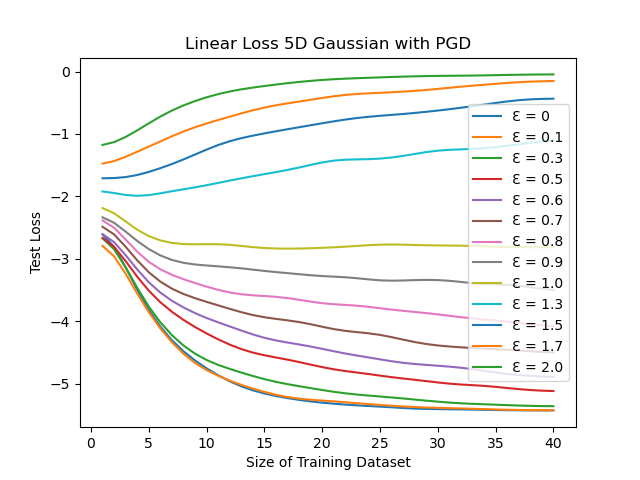 Linear Loss 5D Gaussian with PGD
Test Loss
0
−1
−2
−3
−4
−5
0 5 10 15 20 25 30 35 40
Size of Training Dataset
Ɛ = 0
Ɛ = 0.1
Ɛ = 0.3
Ɛ = 0.5
Ɛ = 0.6
Ɛ = 0.7
Ɛ = 0.8
Ɛ = 0.9
Ɛ = 1.0
Ɛ = 1.3
Ɛ = 1.5
Ɛ = 1.7
Ɛ = 2.0